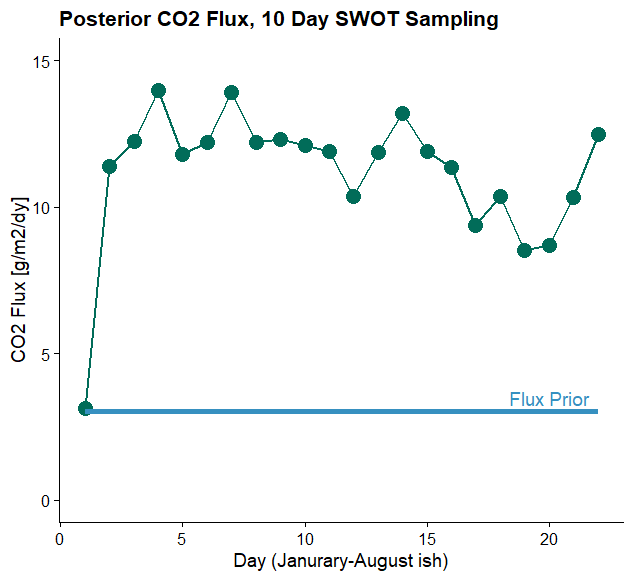 Posterior CO2 Flux, 10 Day SWOT Sampling
15
10
5
0
CO2 Flux [g/m2/dy]
Flux Prior
0 5 10 15 20
Day (Janurary-August ish)